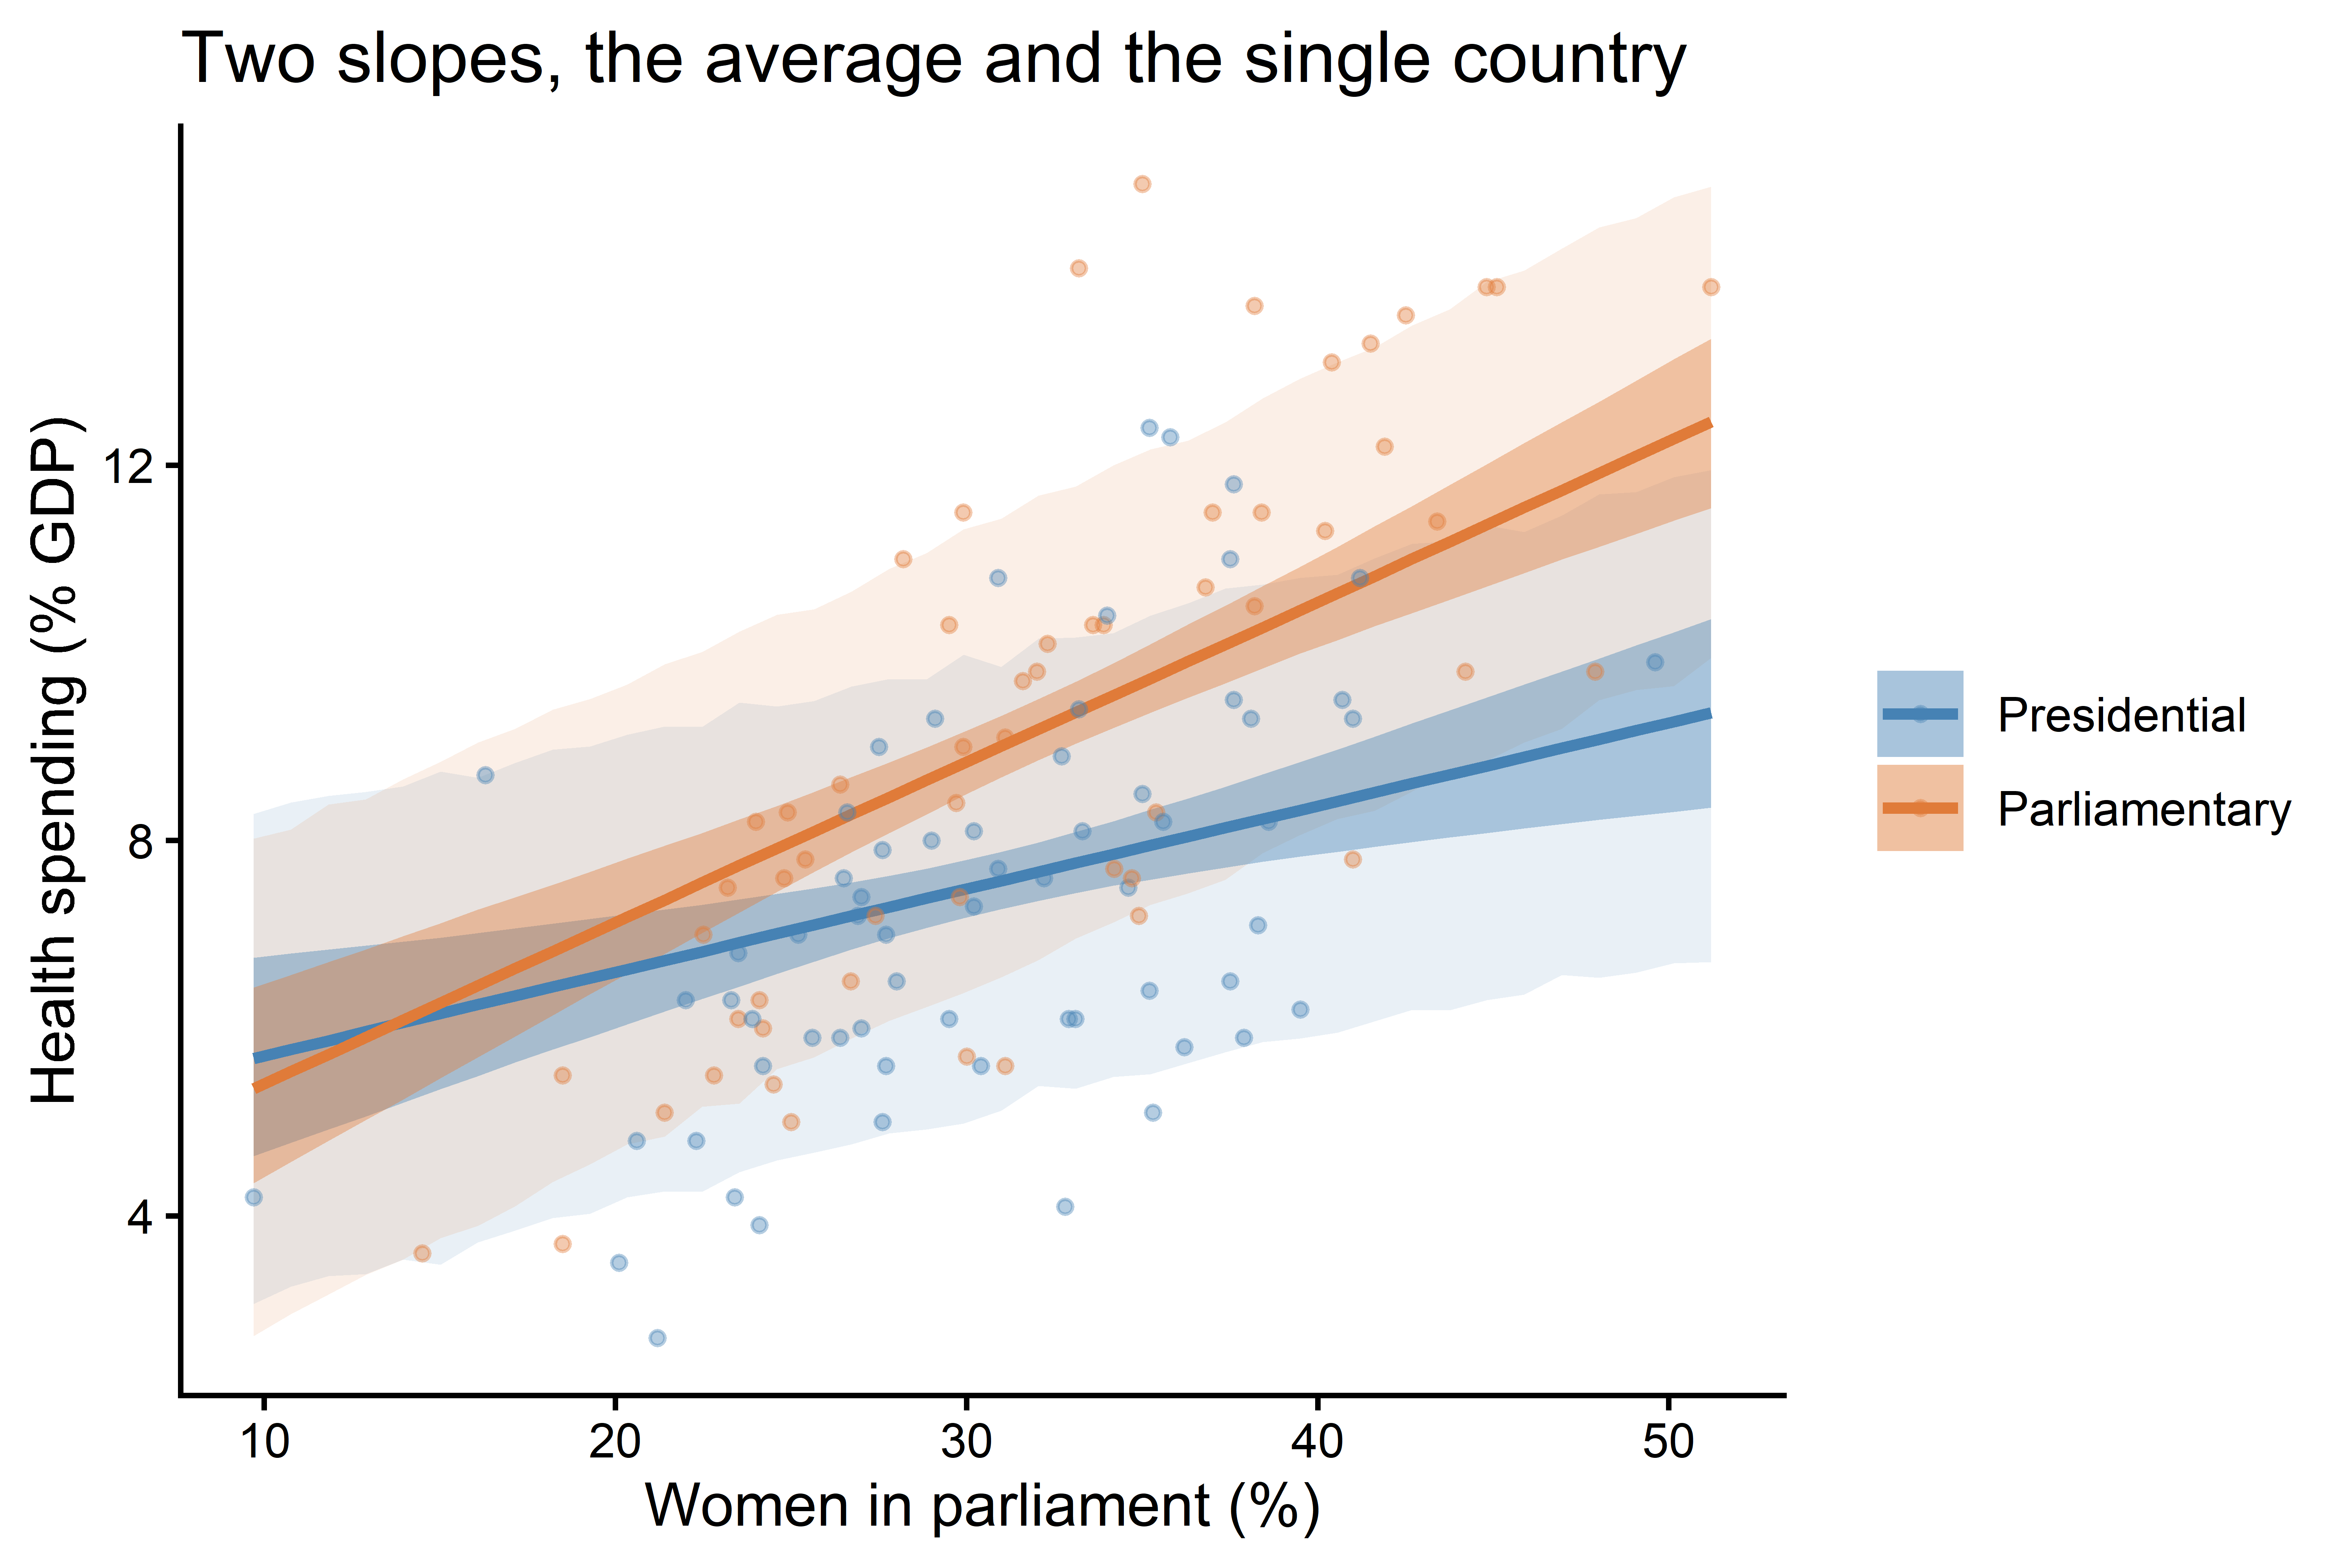 Two slopes, the average and the single country
Health spending (% GDP)
12
8
4
10 20 30 40 50
Women in parliament (%)
Presidential
Parliamentary